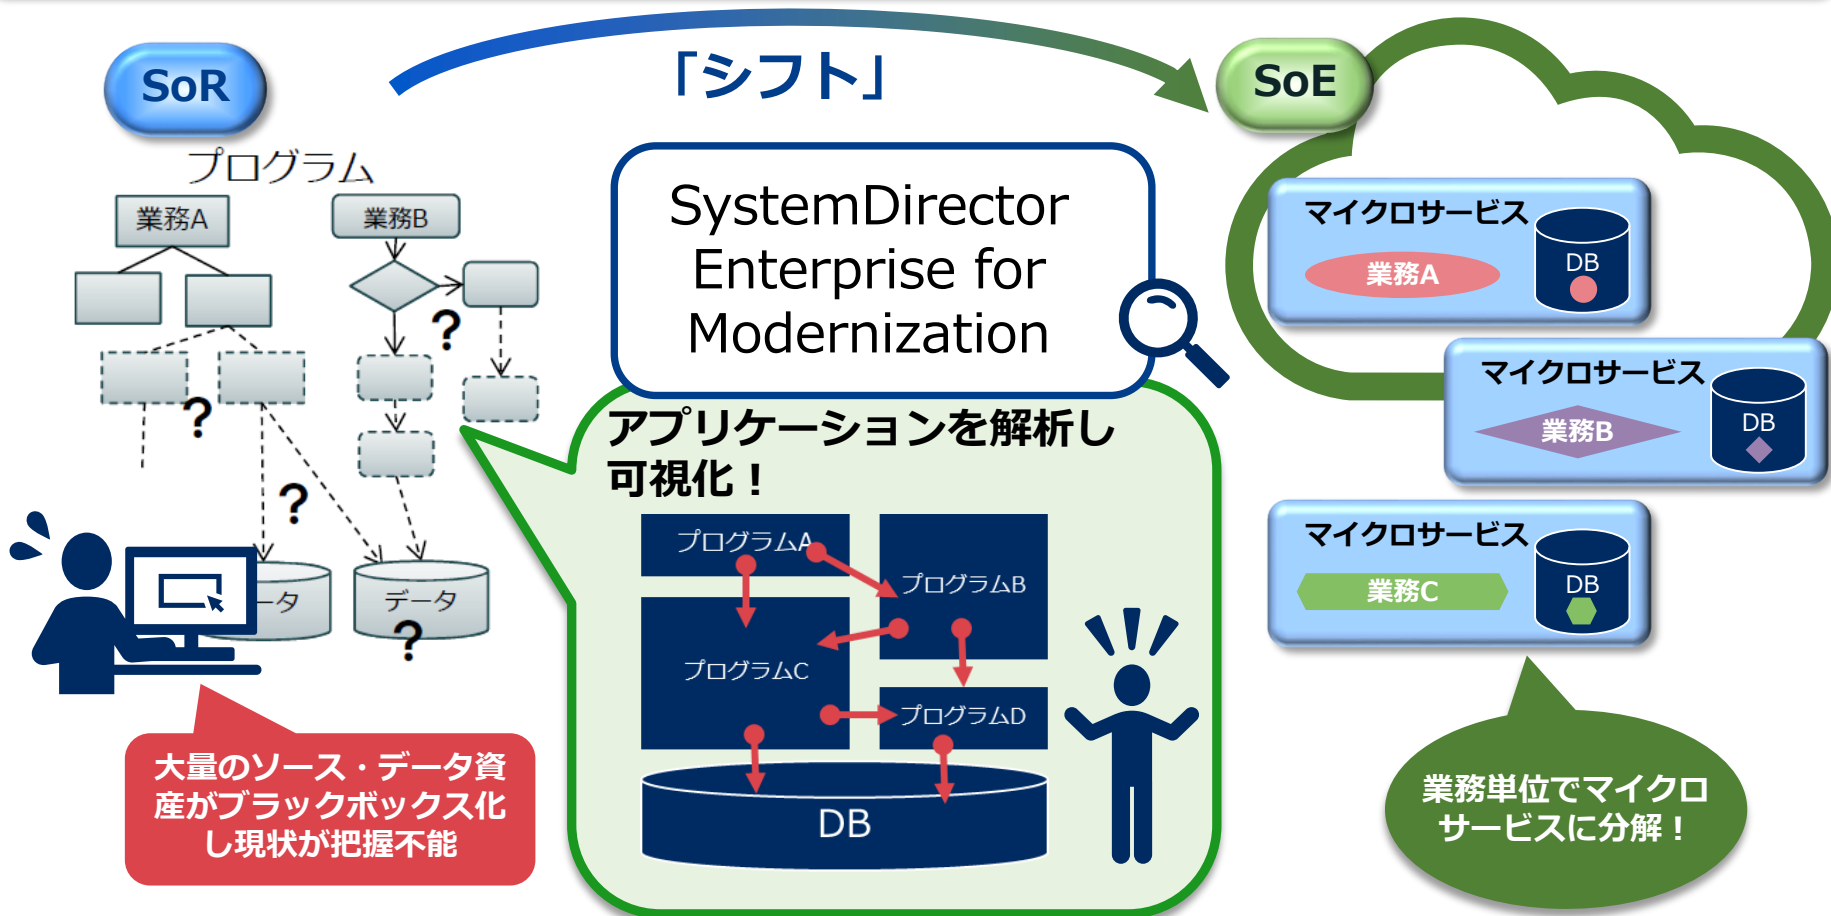 SoR
「シフト」
SoE
プログラム
業務A
業務B
?
?
?
ータ
データ
?
大量のソース・データ資
産がブラックボックス化
し現状が把握不能
SystemDirector
Enterprise for
Modernization
アプリケーションを解析し
可視化！
プログラムA
プログラムB
プログラムC
プログラムD
DB
マイクロサービス
業務A
DB
マイクロサービス
業務B
DB
マイクロサービス
業務C
DB
業務単位でマイクロ
サービスに分解！